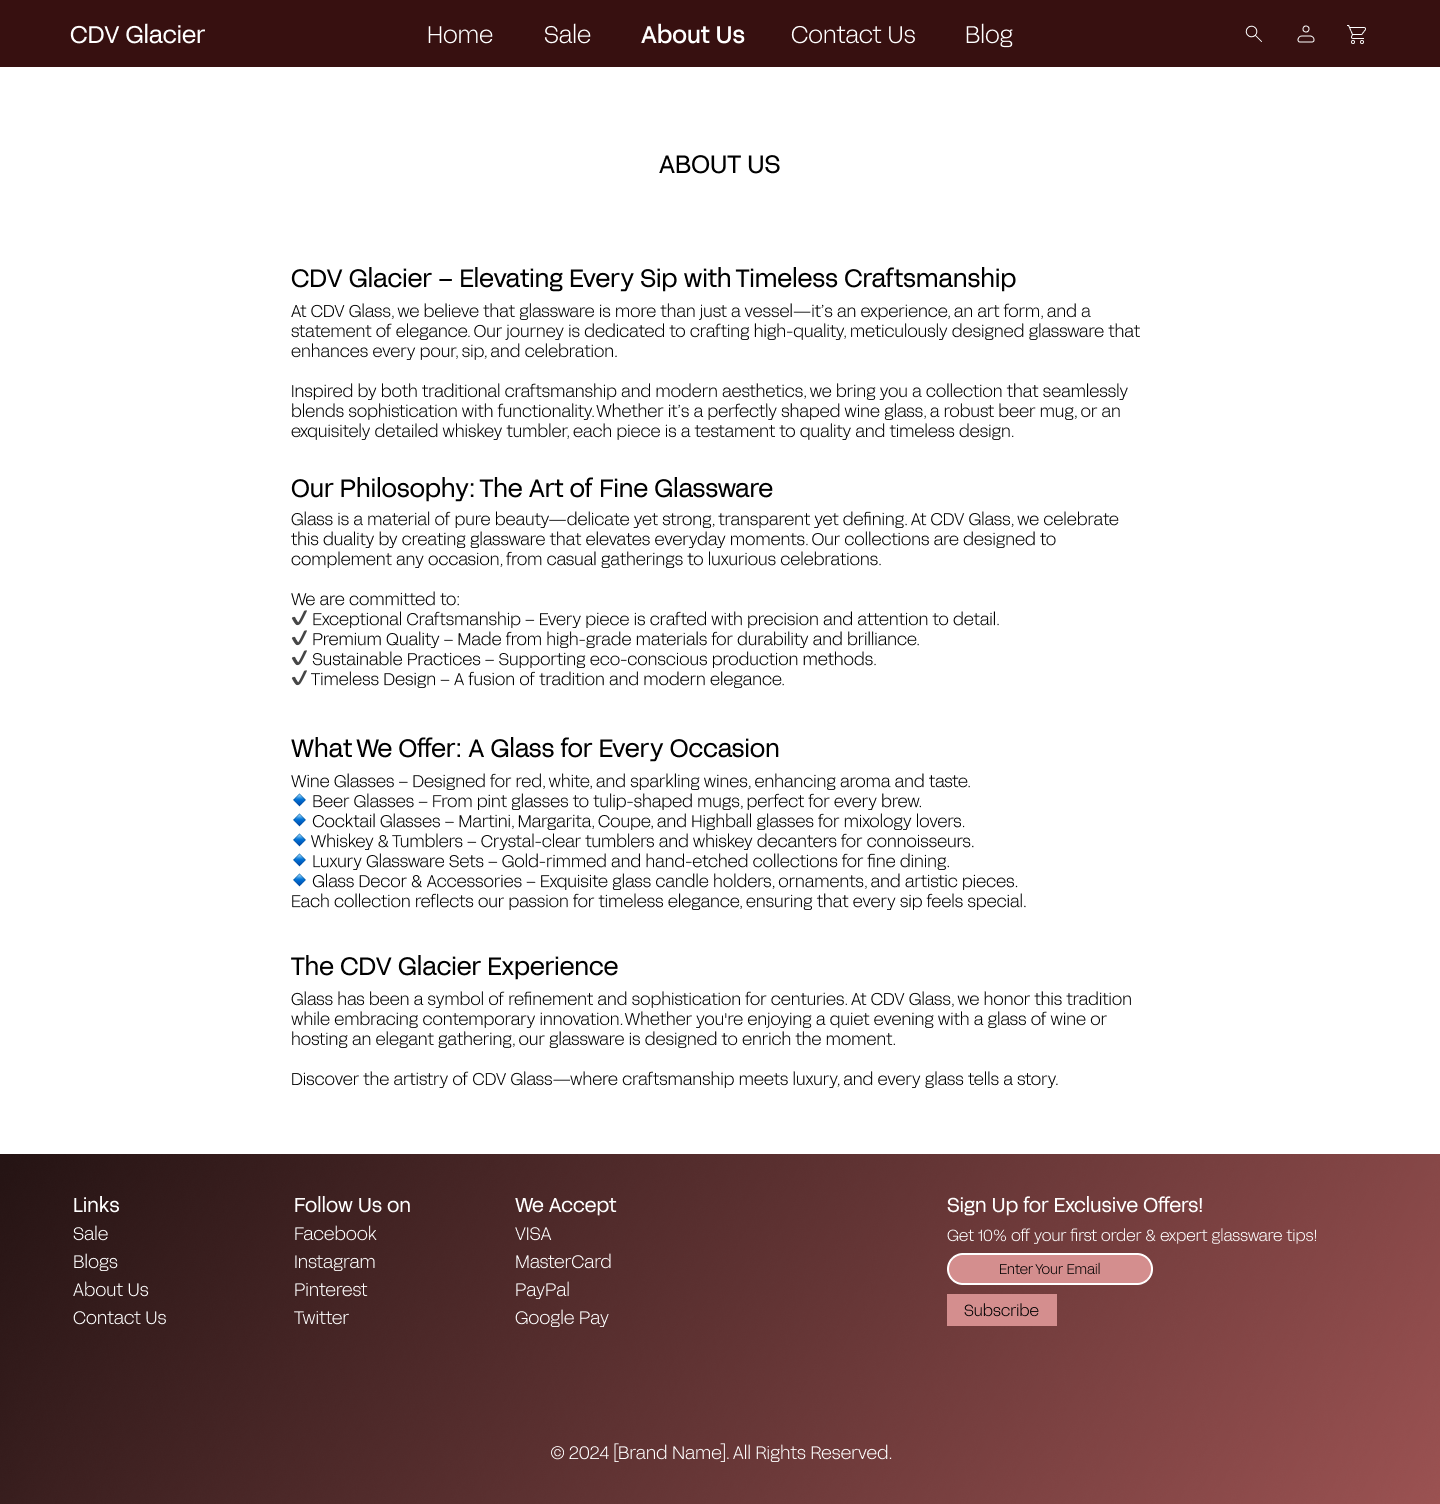 CDV Glacier
Home
Sale
About Us
Contact Us
Blog
ABOUT US
CDV Glacier – Elevating Every Sip with Timeless Craftsmanship
At CDV Glass, we believe that glassware is more than just a vessel—it’s an experience, an art form, and a
statement of elegance. Our journey is dedicated to crafting high-quality, meticulously designed glassware that
enhances every pour, sip, and celebration.
Inspired by both traditional craftsmanship and modern aesthetics, we bring you a collection that seamlessly
blends sophistication with functionality. Whether it’s a perfectly shaped wine glass, a robust beer mug, or an
exquisitely detailed whiskey tumbler, each piece is a testament to quality and timeless design.
Our Philosophy: The Art of Fine Glassware
Glass is a material of pure beauty—delicate yet strong, transparent yet defining. At CDV Glass, we celebrate
this duality by creating glassware that elevates everyday moments. Our collections are designed to
complement any occasion, from casual gatherings to luxurious celebrations.
We are committed to:
✔ Exceptional Craftsmanship – Every piece is crafted with precision and attention to detail.
✔ Premium Quality – Made from high-grade materials for durability and brilliance.
✔ Sustainable Practices – Supporting eco-conscious production methods.
✔ Timeless Design – A fusion of tradition and modern elegance.
What We Offer: A Glass for Every Occasion
Wine Glasses – Designed for red, white, and sparkling wines, enhancing aroma and taste.
🔹 Beer Glasses – From pint glasses to tulip-shaped mugs, perfect for every brew.
🔹 Cocktail Glasses – Martini, Margarita, Coupe, and Highball glasses for mixology lovers.
🔹 Whiskey & Tumblers – Crystal-clear tumblers and whiskey decanters for connoisseurs.
🔹 Luxury Glassware Sets – Gold-rimmed and hand-etched collections for fine dining.
🔹 Glass Decor & Accessories – Exquisite glass candle holders, ornaments, and artistic pieces.
Each collection reflects our passion for timeless elegance, ensuring that every sip feels special.
The CDV Glacier Experience
Glass has been a symbol of refinement and sophistication for centuries. At CDV Glass, we honor this tradition
while embracing contemporary innovation. Whether you're enjoying a quiet evening with a glass of wine or
hosting an elegant gathering, our glassware is designed to enrich the moment.
Discover the artistry of CDV Glass—where craftsmanship meets luxury, and every glass tells a story.
Links
Sale
Blogs
About Us
Contact Us
Follow Us on
Facebook
Instagram
Pinterest
Twitter
We Accept
VISA
MasterCard
PayPal
Google Pay
Sign Up for Exclusive Offers!
Get 10% off your first order & expert glassware tips!
Enter Your Email
Subscribe
© 2024 [Brand Name]. All Rights Reserved.